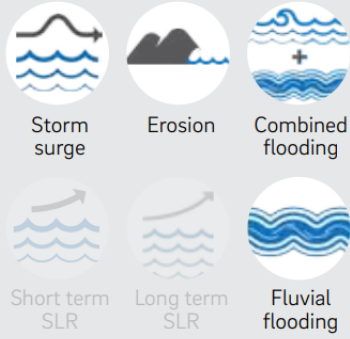 Storm
surge
Erosion
Combined
flooding
Short term
SLR
Long term
SLR
Fluvial
flooding